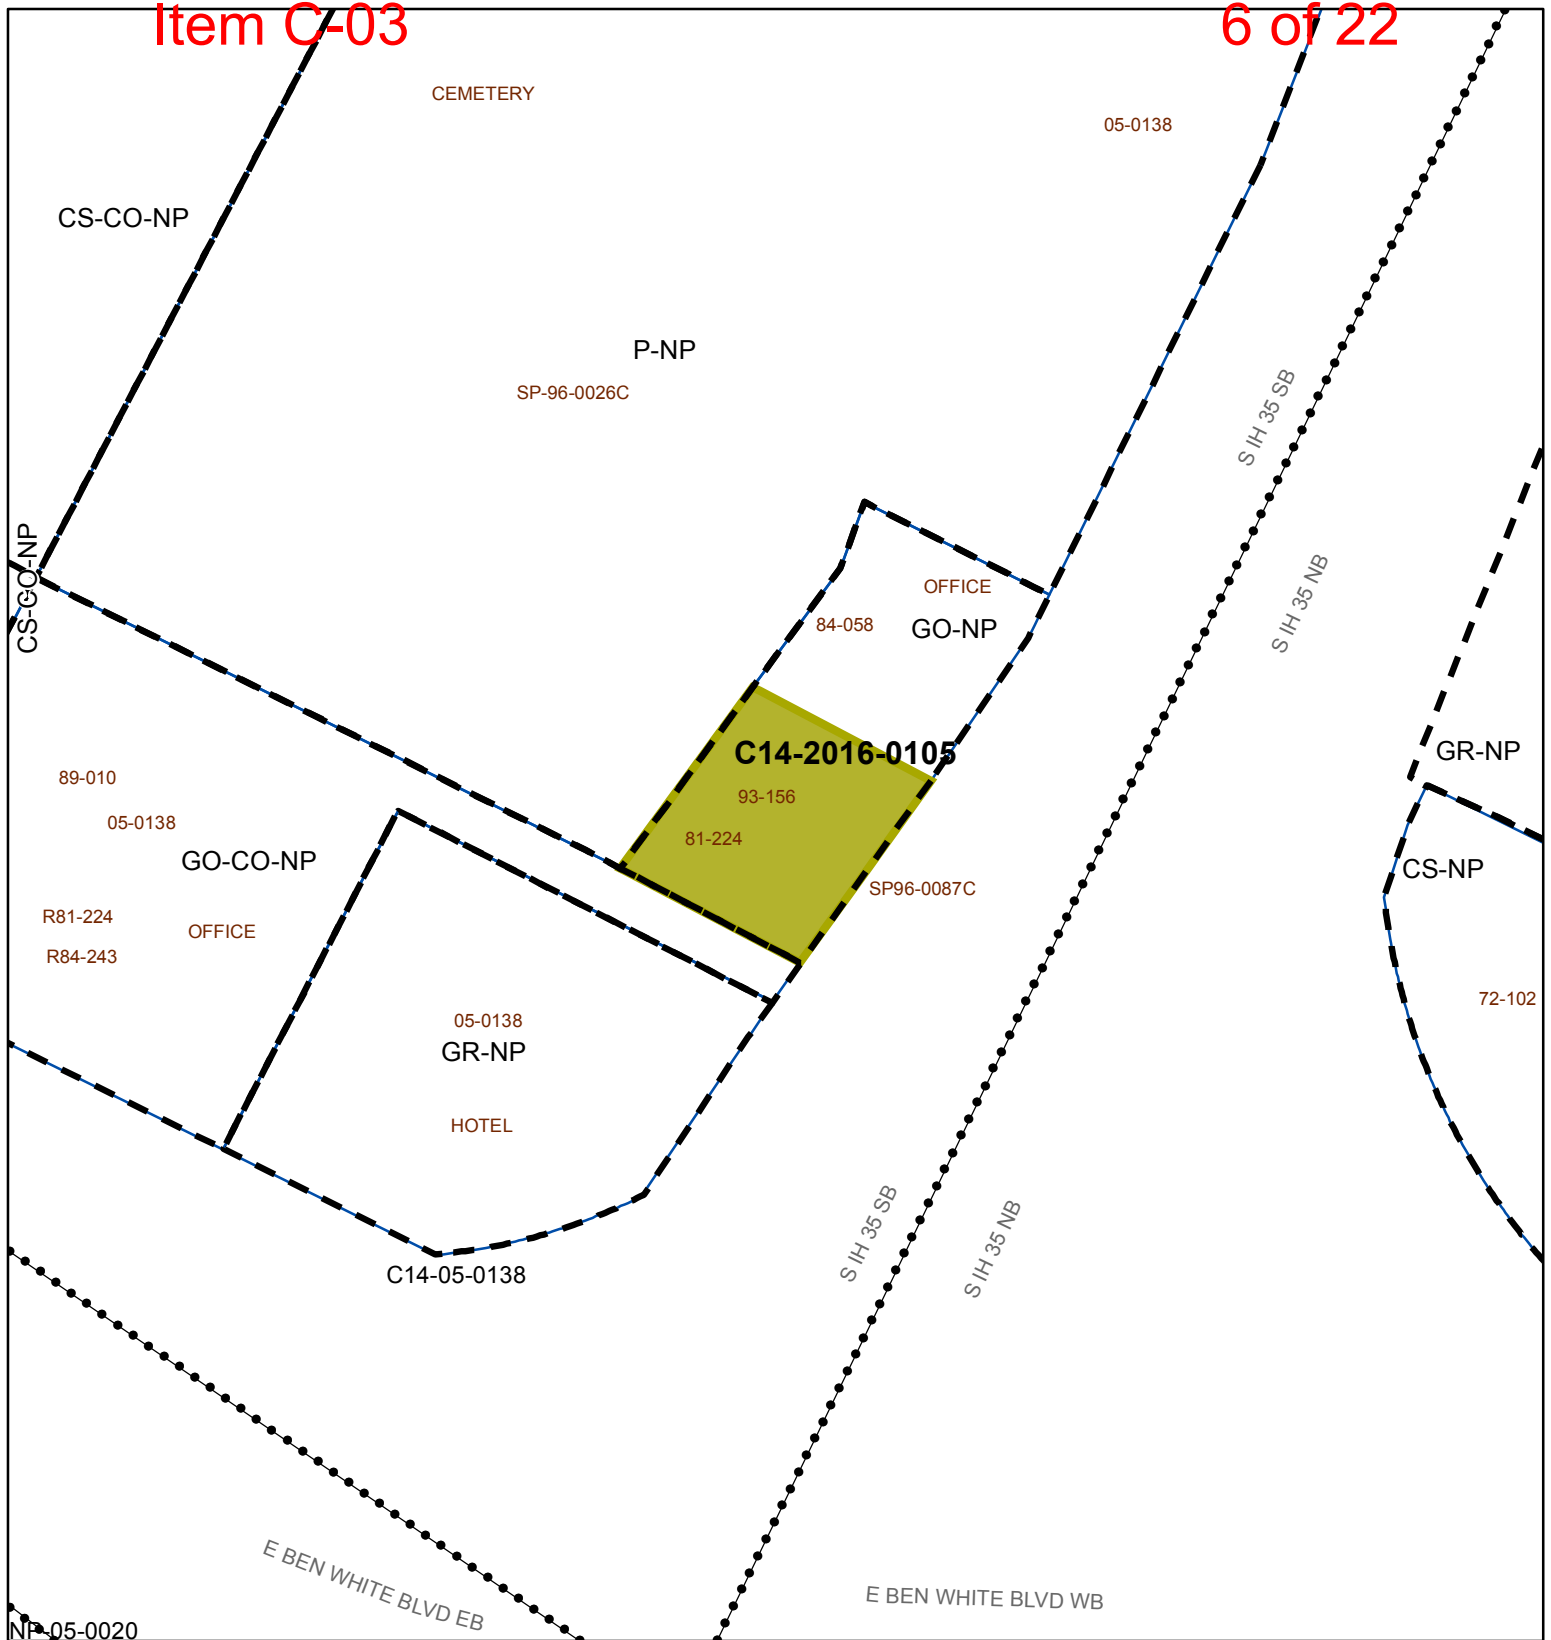 Item C-03
6 of 22
CEMETERY
05-0138
CS-CO-NP
P-NP
SP-96-0026C
S IH 35 SB
CS-CO-NP
OFFICE
84-058
GO-NP
S IH 35 NB
C14-2016-0105
GR-NP
89-010
93-156
05-0138
81-224
GO-CO-NP
CS-NP
SP96-0087C
R81-224
OFFICE
R84-243
72-102
05-0138
GR-NP
HOTEL
S IH 35 SB
S IH 35 NB
C14-05-0138
E BEN WHITE BLVD EB
E BEN WHITE BLVD WB
NP-05-0020